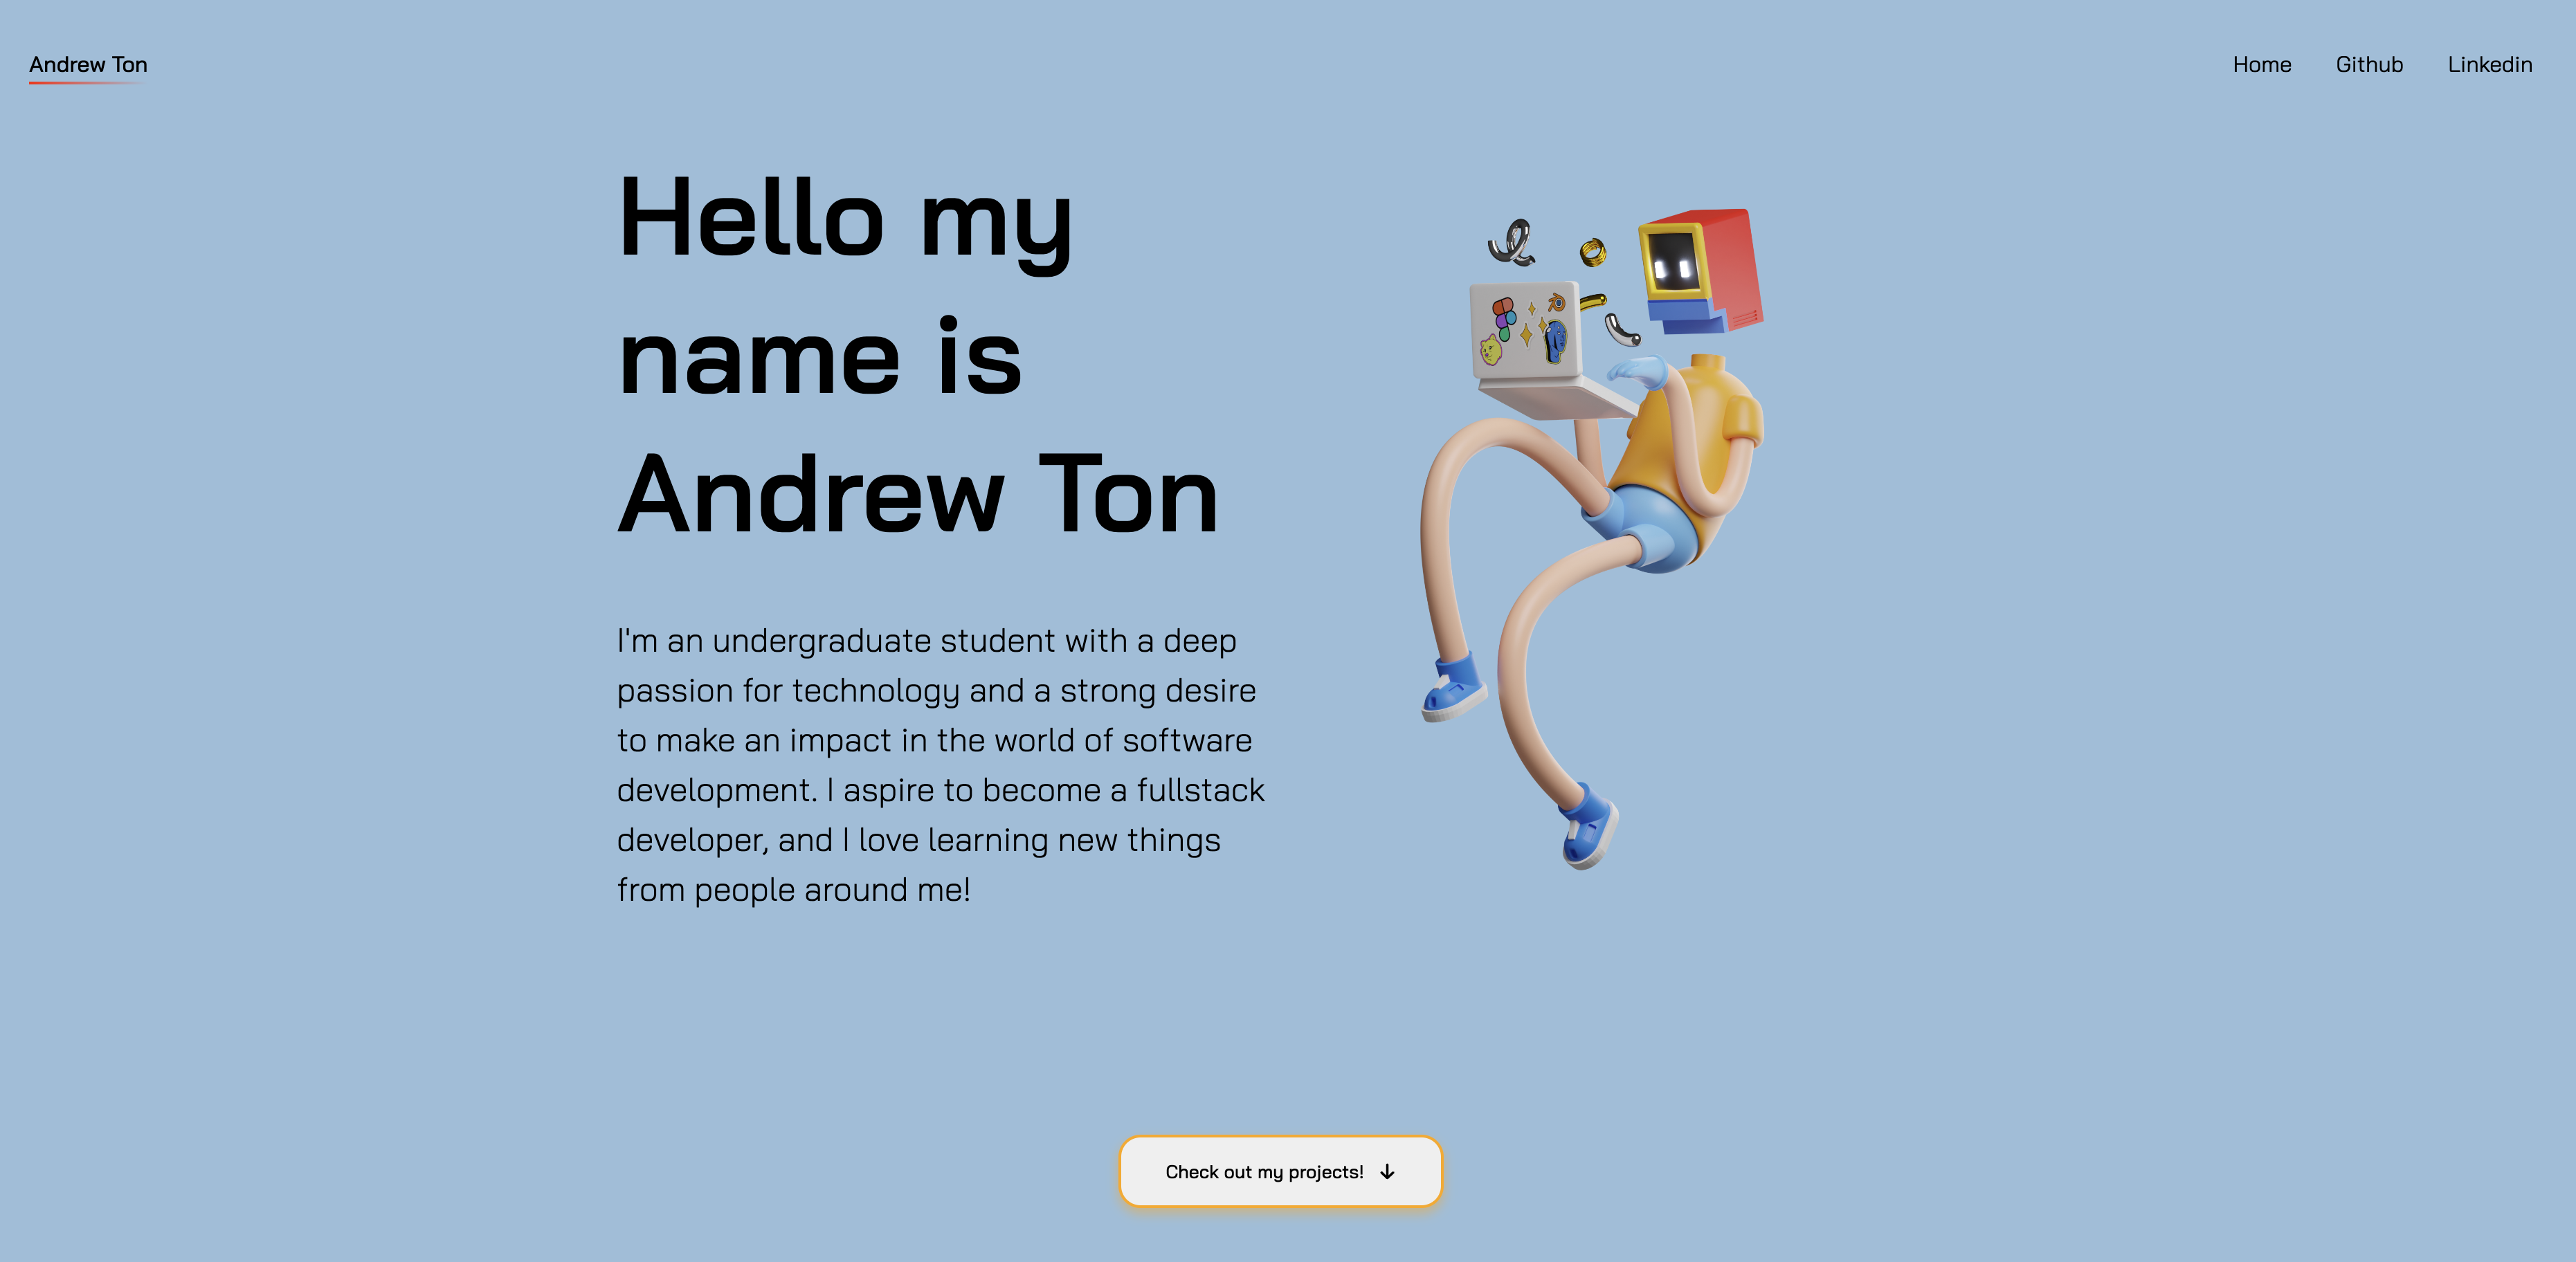 Andrew Ton
Home
Github
Linkedin
Hello my
name is
Andrew Ton
I'm an undergraduate student with a deep
passion for technology and a strong desire
to make an impact in the world of software
development. I aspire to become a fullstack
developer, and I love learning new things
from people around me!
Check out my projects!